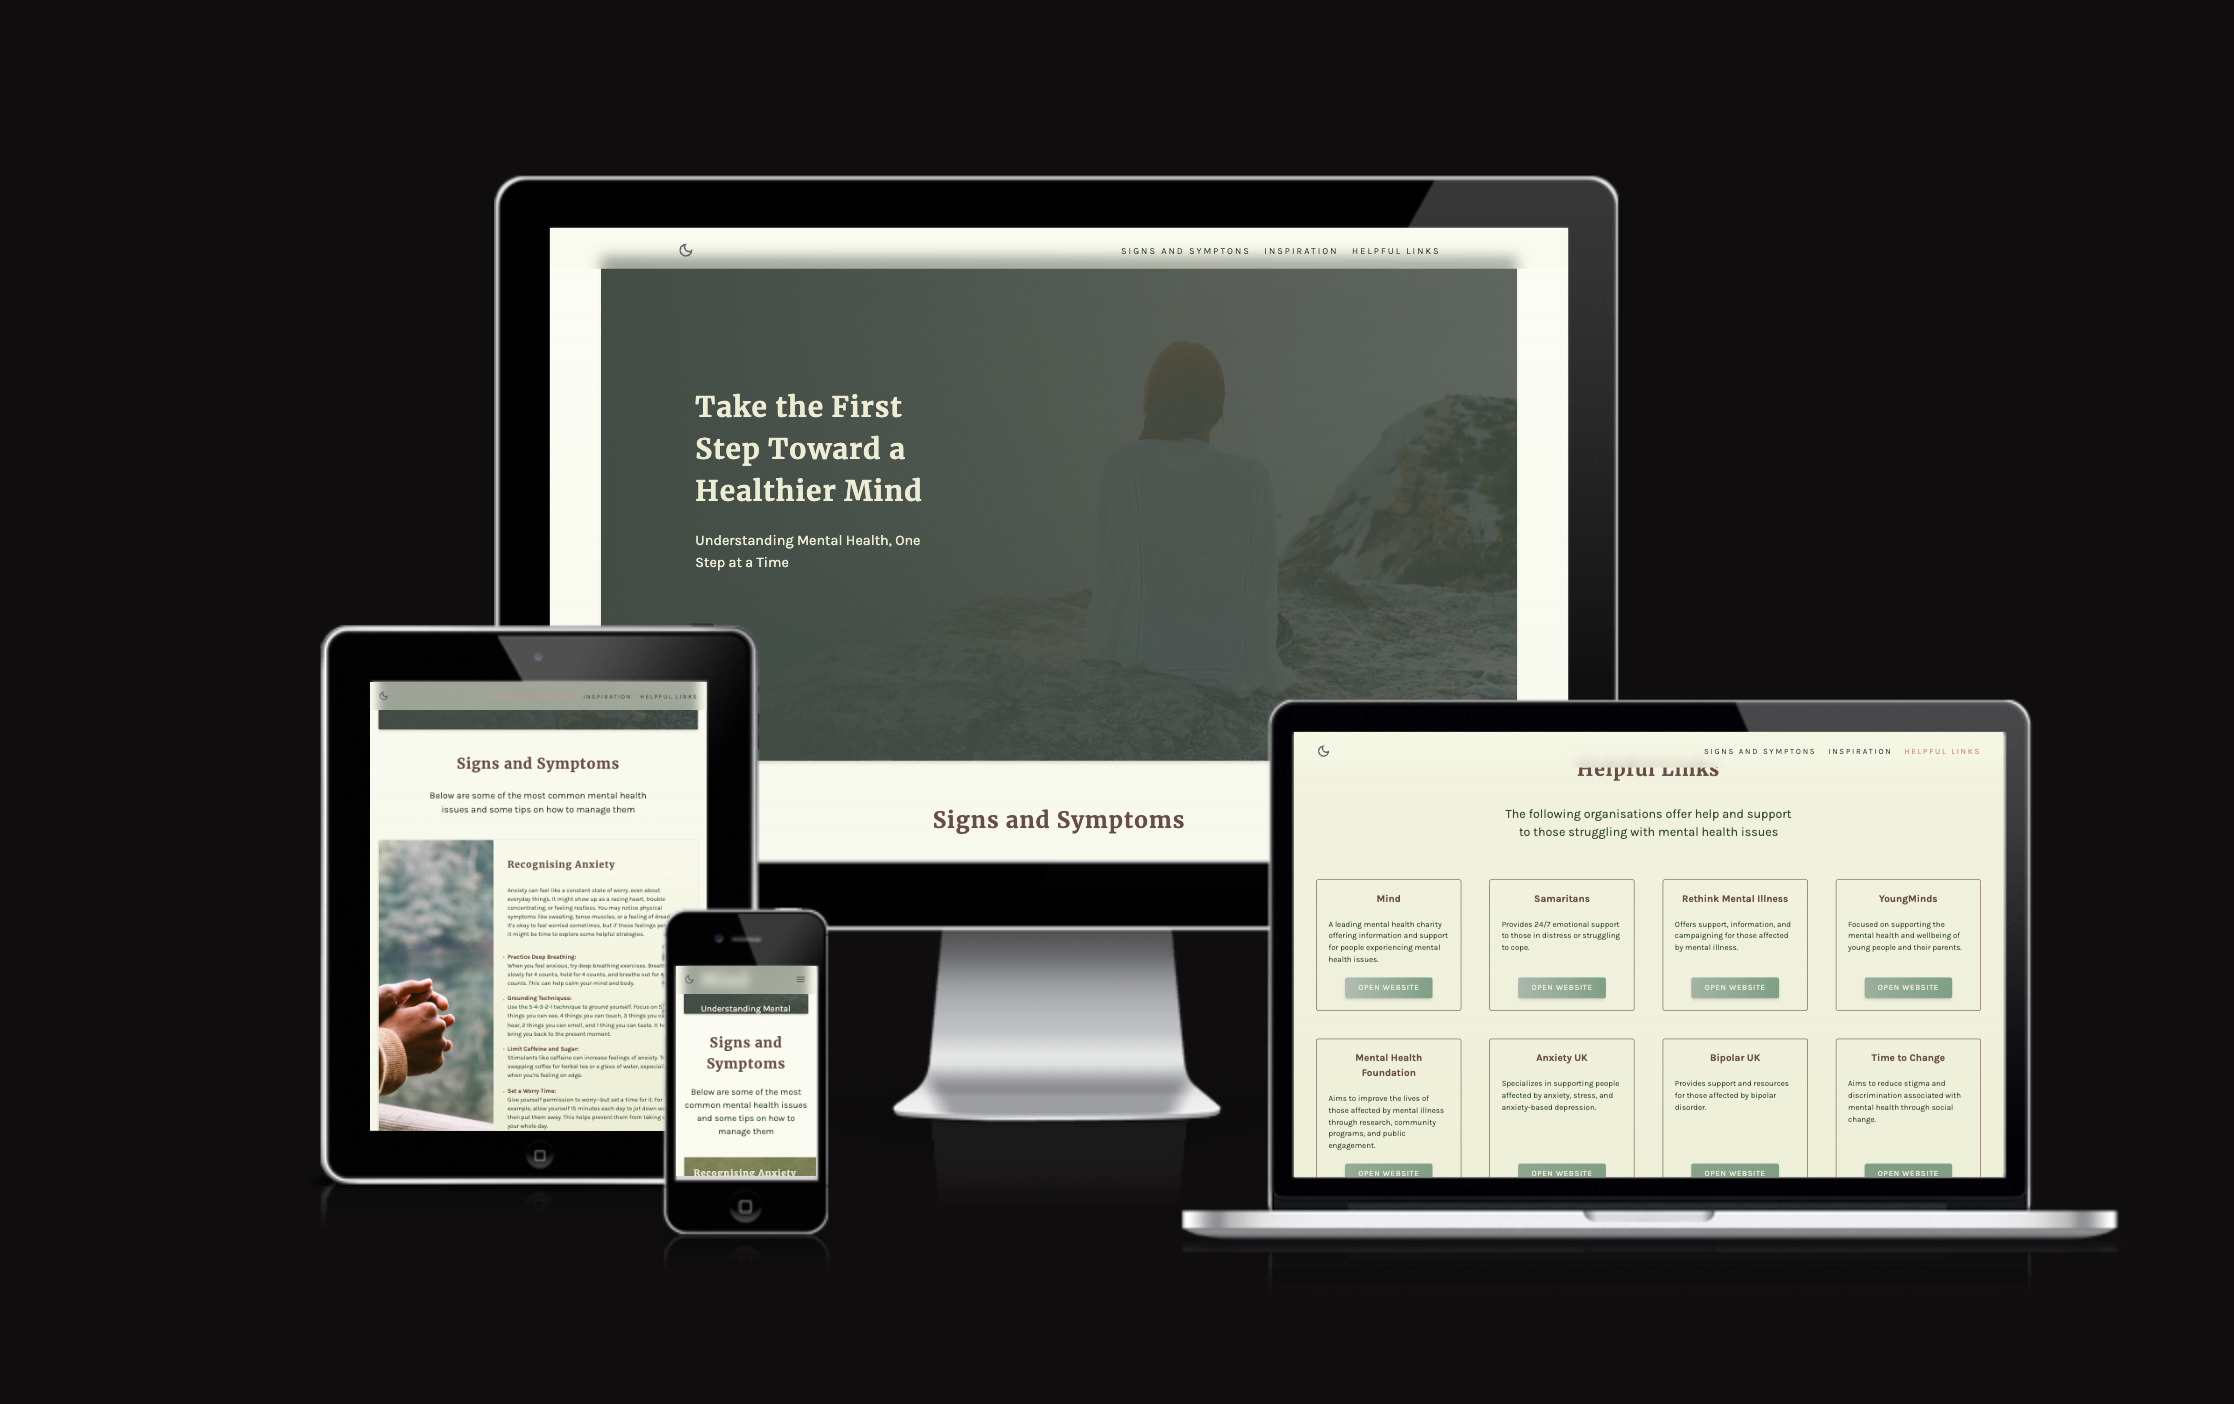 SIGNS AND SYMPTONS INSPIRATION HELPFUL LINKS
Take the First
Step Toward a
Healthier Mind
Understanding Mental Health, One
Step at a Time
Signs and Symptoms
INSPIRATION HELPFUL LINKS
Signs and Symptoms
Below are some of the most common mental health
issues and some tips on how to manage them
Recognising Anxiety
Anxiety can feel like a constant state of worry, even about
everyday things. It might show up as a racing heart, trouble
concentrating, or feeling restless. You may notice physical
symptoms like sweating, tense muscles, or a feeling of dread.
It's okay to feel worried sometimes, but if these feelings
it might be time to explore some helpful strategies.
Practice Deep Breathing:
When you feel anxious, try deep breathing exercises.
slowly for 4 counts, hold for 4 counts, and breathe out for
counts. This can help calm your mind and body.
Grounding Techniques:
Use the 5-4-3-2-1 technique to ground yourself. Focus on 5
things you can see, 4 things you can touch, 3 things you
hear, 2 things you can smell, and 1 thing you can taste. It
bring you back to the present moment.
Limit Caffeine and Sugar:
Stimulants like caffeine can increase feelings of anxiety.
swapping coffee for herbal tea or a glass of water,
when you're feeling on edge.
Set a Worry Time:
Give yourself permission to worry—but set a time for it. For
example, allow yourself 15 minutes each day to jot down
then put them away. This helps prevent them from taking
your whole day.
Understanding Mental
Signs and
Symptoms
Below are some of the most
common mental health issues
and some tips on how to
manage them
Recognising Anxiety
SIGNS AND SYMPTONS INSPIRATION HELPFUL LINKS
Helpful Links
The following organisations offer help and support
to those struggling with mental health issues
Mind
A leading mental health charity
offering information and support
for people experiencing mental
health issues.
OPEN WEBSITE
Samaritans
Provides 24/7 emotional support
to those in distress or struggling
to cope.
OPEN WEBSITE
Rethink Mental Illness
Offers support, information, and
campaigning for those affected
by mental illness.
OPEN WEBSITE
YoungMinds
Focused on supporting the
mental health and wellbeing of
young people and their parents.
OPEN WEBSITE
Mental Health
Foundation
Aims to improve the lives of
those affected by mental illness
through research, community
programs, and public
engagement.
OPEN WEBSITE
Anxiety UK
Specializes in supporting people
affected by anxiety, stress, and
anxiety-based depression.
OPEN WEBSITE
Bipolar UK
Provides support and resources
for those affected by bipolar
disorder.
OPEN WEBSITE
Time to Change
Aims to reduce stigma and
discrimination associated with
mental health through social
change.
OPEN WEBSITE